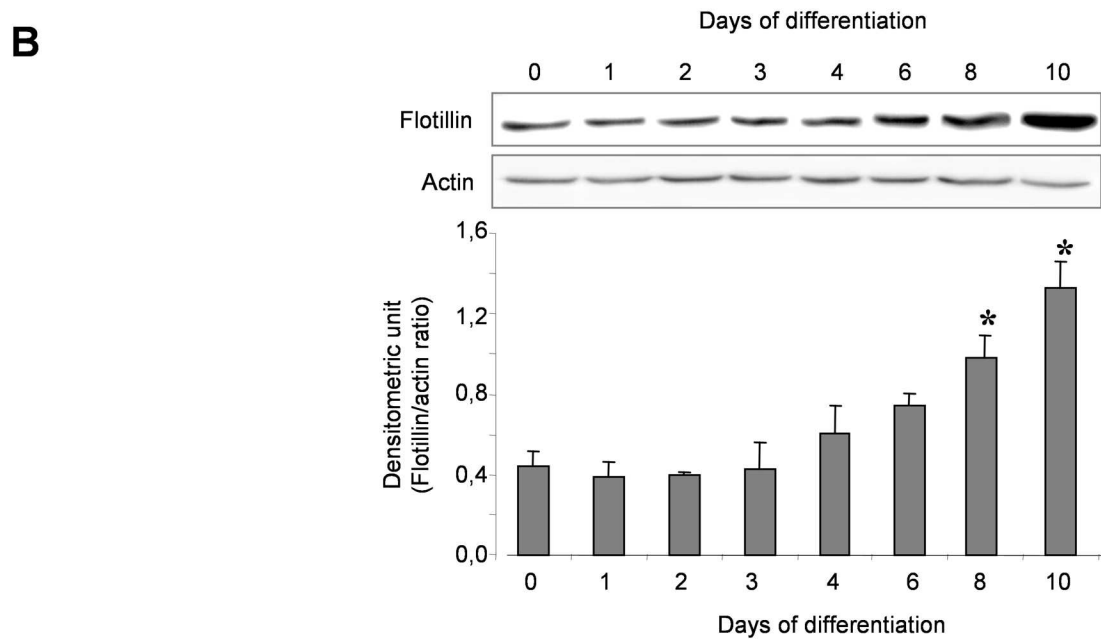 B
Days of differentiation
0 1 2 3 4 6 8 10
Flotillin
Actin
Densitometric unit
(Flotillin/actin ratio)
1,6
1,2
0,8
0,4
0,0
*
*
0 1 2 3 4 6 8 10
Days of differentiation